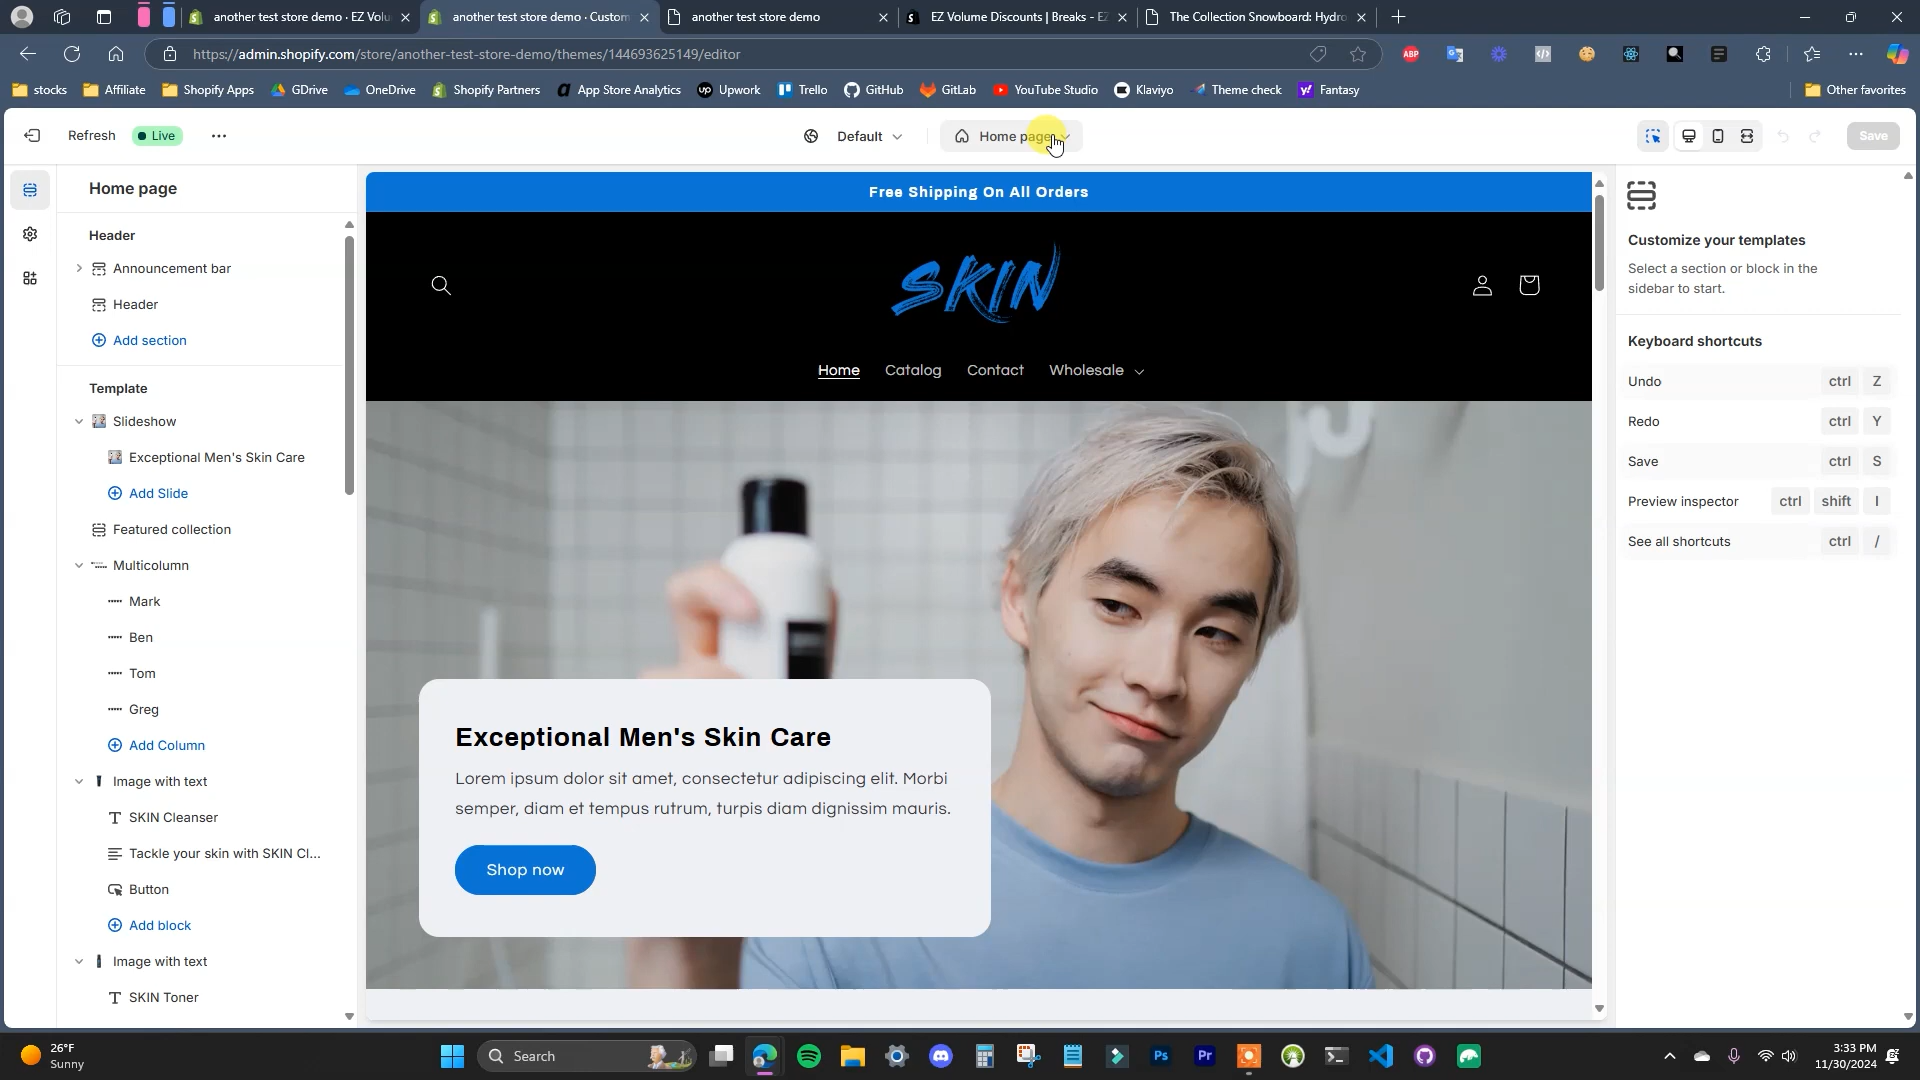 another test store demo · EZ Volu
another test store demo · Custom
another test store demo
EZ Volume Discounts | Breaks - EZ
The Collection Snowboard: Hydro
https://admin.shopify.com/store/another-test-store-demo/themes/144693625149/editor
ABP
stocks
Affiliate
Shopify Apps
GDrive
OneDrive
Shopify Partners
App Store Analytics
Upwork
Trello
GitHub
GitLab
YouTube Studio
Klaviyo
Theme check
Fantasy
Other favorites
Refresh
Live
Default
Home page
Save
Home page
Header
Announcement bar
Header
Add section
Template
Slideshow
Exceptional Men's Skin Care
Add Slide
Featured collection
Multicolumn
Mark
Ben
Tom
Greg
Add Column
Image with text
SKIN Cleanser
Tackle your skin with SKIN Cl...
Button
Add block
Image with text
SKIN Toner
Free Shipping On All Orders
SKIN
Home
Catalog
Contact
Wholesale
Exceptional Men's Skin Care
Lorem ipsum dolor sit amet, consectetur adipiscing elit. Morbi
semper, diam et tempus rutrum, turpis diam dignissim mauris.
Shop now
Customize your templates
Select a section or block in the
sidebar to start.
Keyboard shortcuts
Undo ctrl Z
Redo ctrl Y
Save ctrl S
Preview inspector ctrl shift I
See all shortcuts ctrl /
26°F
Sunny
Search
Ps
Pr
3:33 PM
11/30/2024